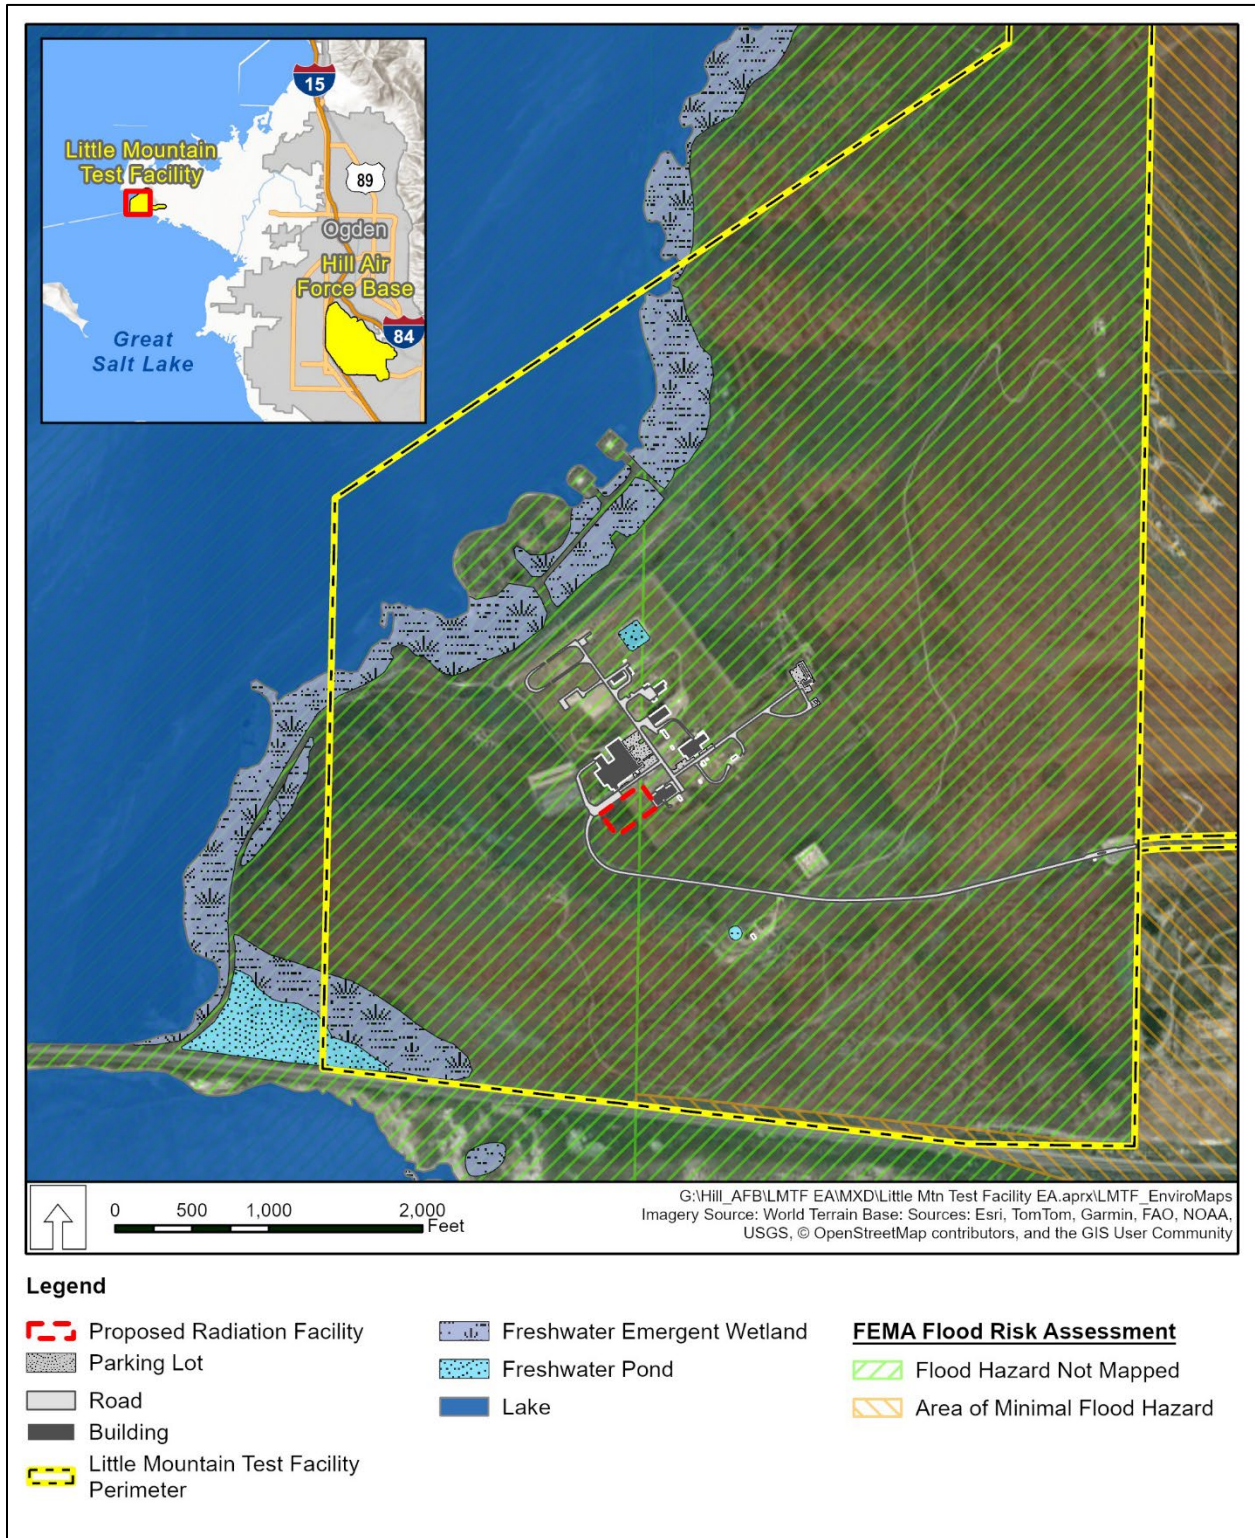 15
Little Mountain
Test Facility
89
Ogden
Hill Air
Force Base
84
Great
Salt Lake
0 500 1,000 2,000
Feet
G:\Hill_AFB\LMTF EA\MXD\Little Mtn Test Facility EA.aprx\LMTF_EnviroMaps
Imagery Source: World Terrain Base: Sources: Esri, TomTom, Garmin, FAO, NOAA,
USGS, © OpenStreetMap contributors, and the GIS User Community
Legend
Proposed Radiation Facility
Parking Lot
Road
Building
Little Mountain Test Facility
Perimeter
Freshwater Emergent Wetland
Freshwater Pond
Lake
FEMA Flood Risk Assessment
Flood Hazard Not Mapped
Area of Minimal Flood Hazard